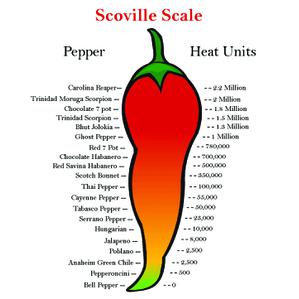 Scoville Scale
Pepper Heat Units
Carolina Reaper-- --2.2 Million
Trinidad Moruga Scorpion-- --2 Million
Chocolate 7 pot-- --1.8 Million
Trinidad Scorpion-- --1.5 Million
Bhut Jolokia-- --1.3 Million
Ghost Pepper-- --1 Million
Red 7 Pot-- --780,000
Chocolate Habanero-- --700,000
Red Savina Habanero-- --500,000
Scotch Bonnet-- --350,000
Thai Pepper-- --100,000
Cayenne Pepper-- --55,000
Tabasco Pepper-- --50,000
Serrano Pepper-- --23,000
Hungarian-- --10,000
Jalapeno-- --8,000
Poblano-- --2,500
Anaheim Green Chile-- --2,500
Pepperoncini-- --500
Bell Pepper-- --0